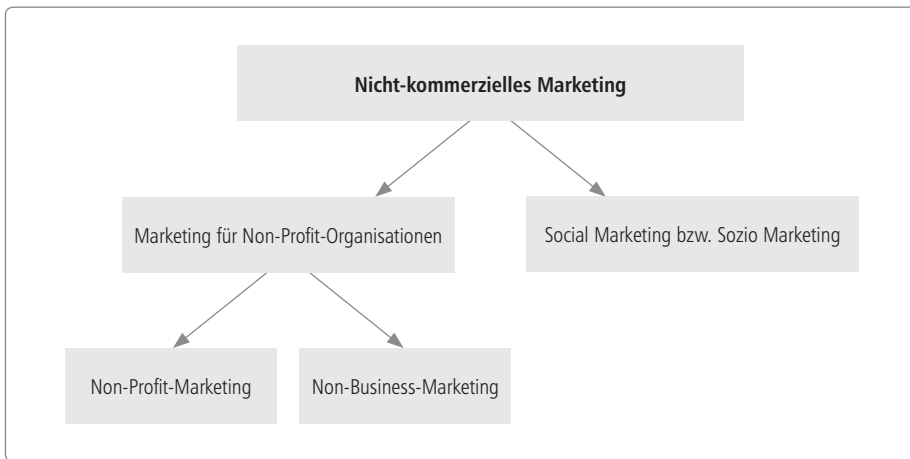 Nicht-kommerzielles Marketing
Marketing für Non-Profit-Organisationen
Social Marketing bzw. Sozio Marketing
Non-Profit-Marketing
Non-Business-Marketing